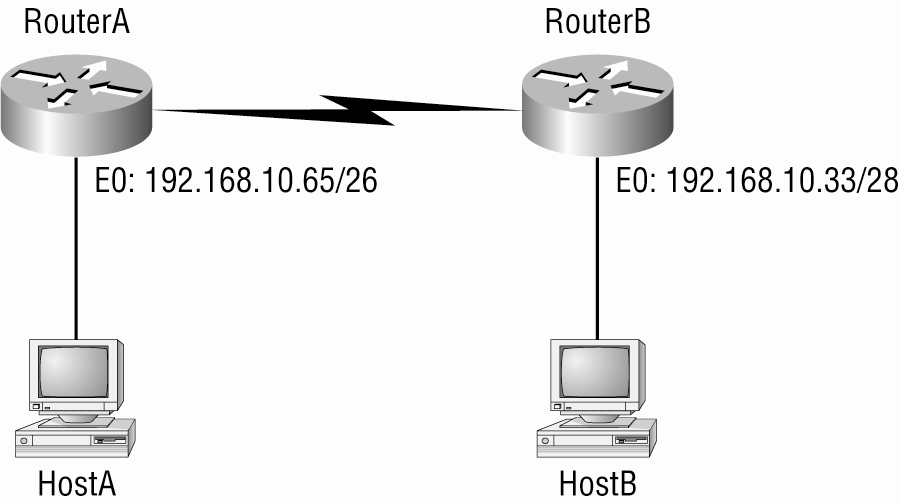 RouterA
RouterB
E0: 192.168.10.65/26
E0: 192.168.10.33/28
HostA
HostB